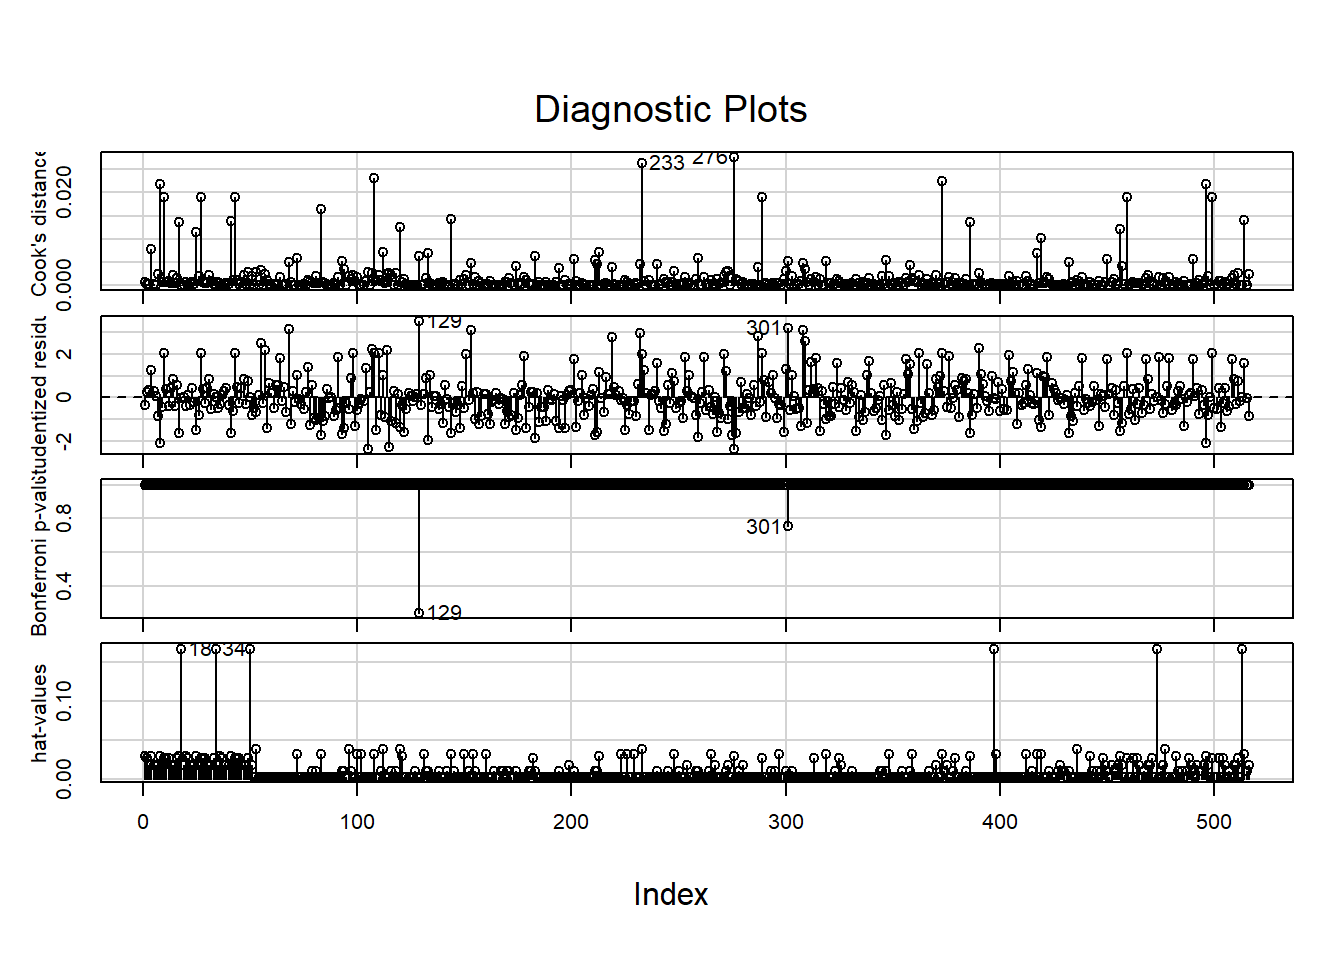 Diagnostic Plots
Cook's distance
0.000 0.020
233 276
studentized residu
-2 0 2
129 301
Bonferroni p-valu
0.4 0.8
129 301
hat-values
0.00 0.10
18 34
0 100 200 300 400 500
Index